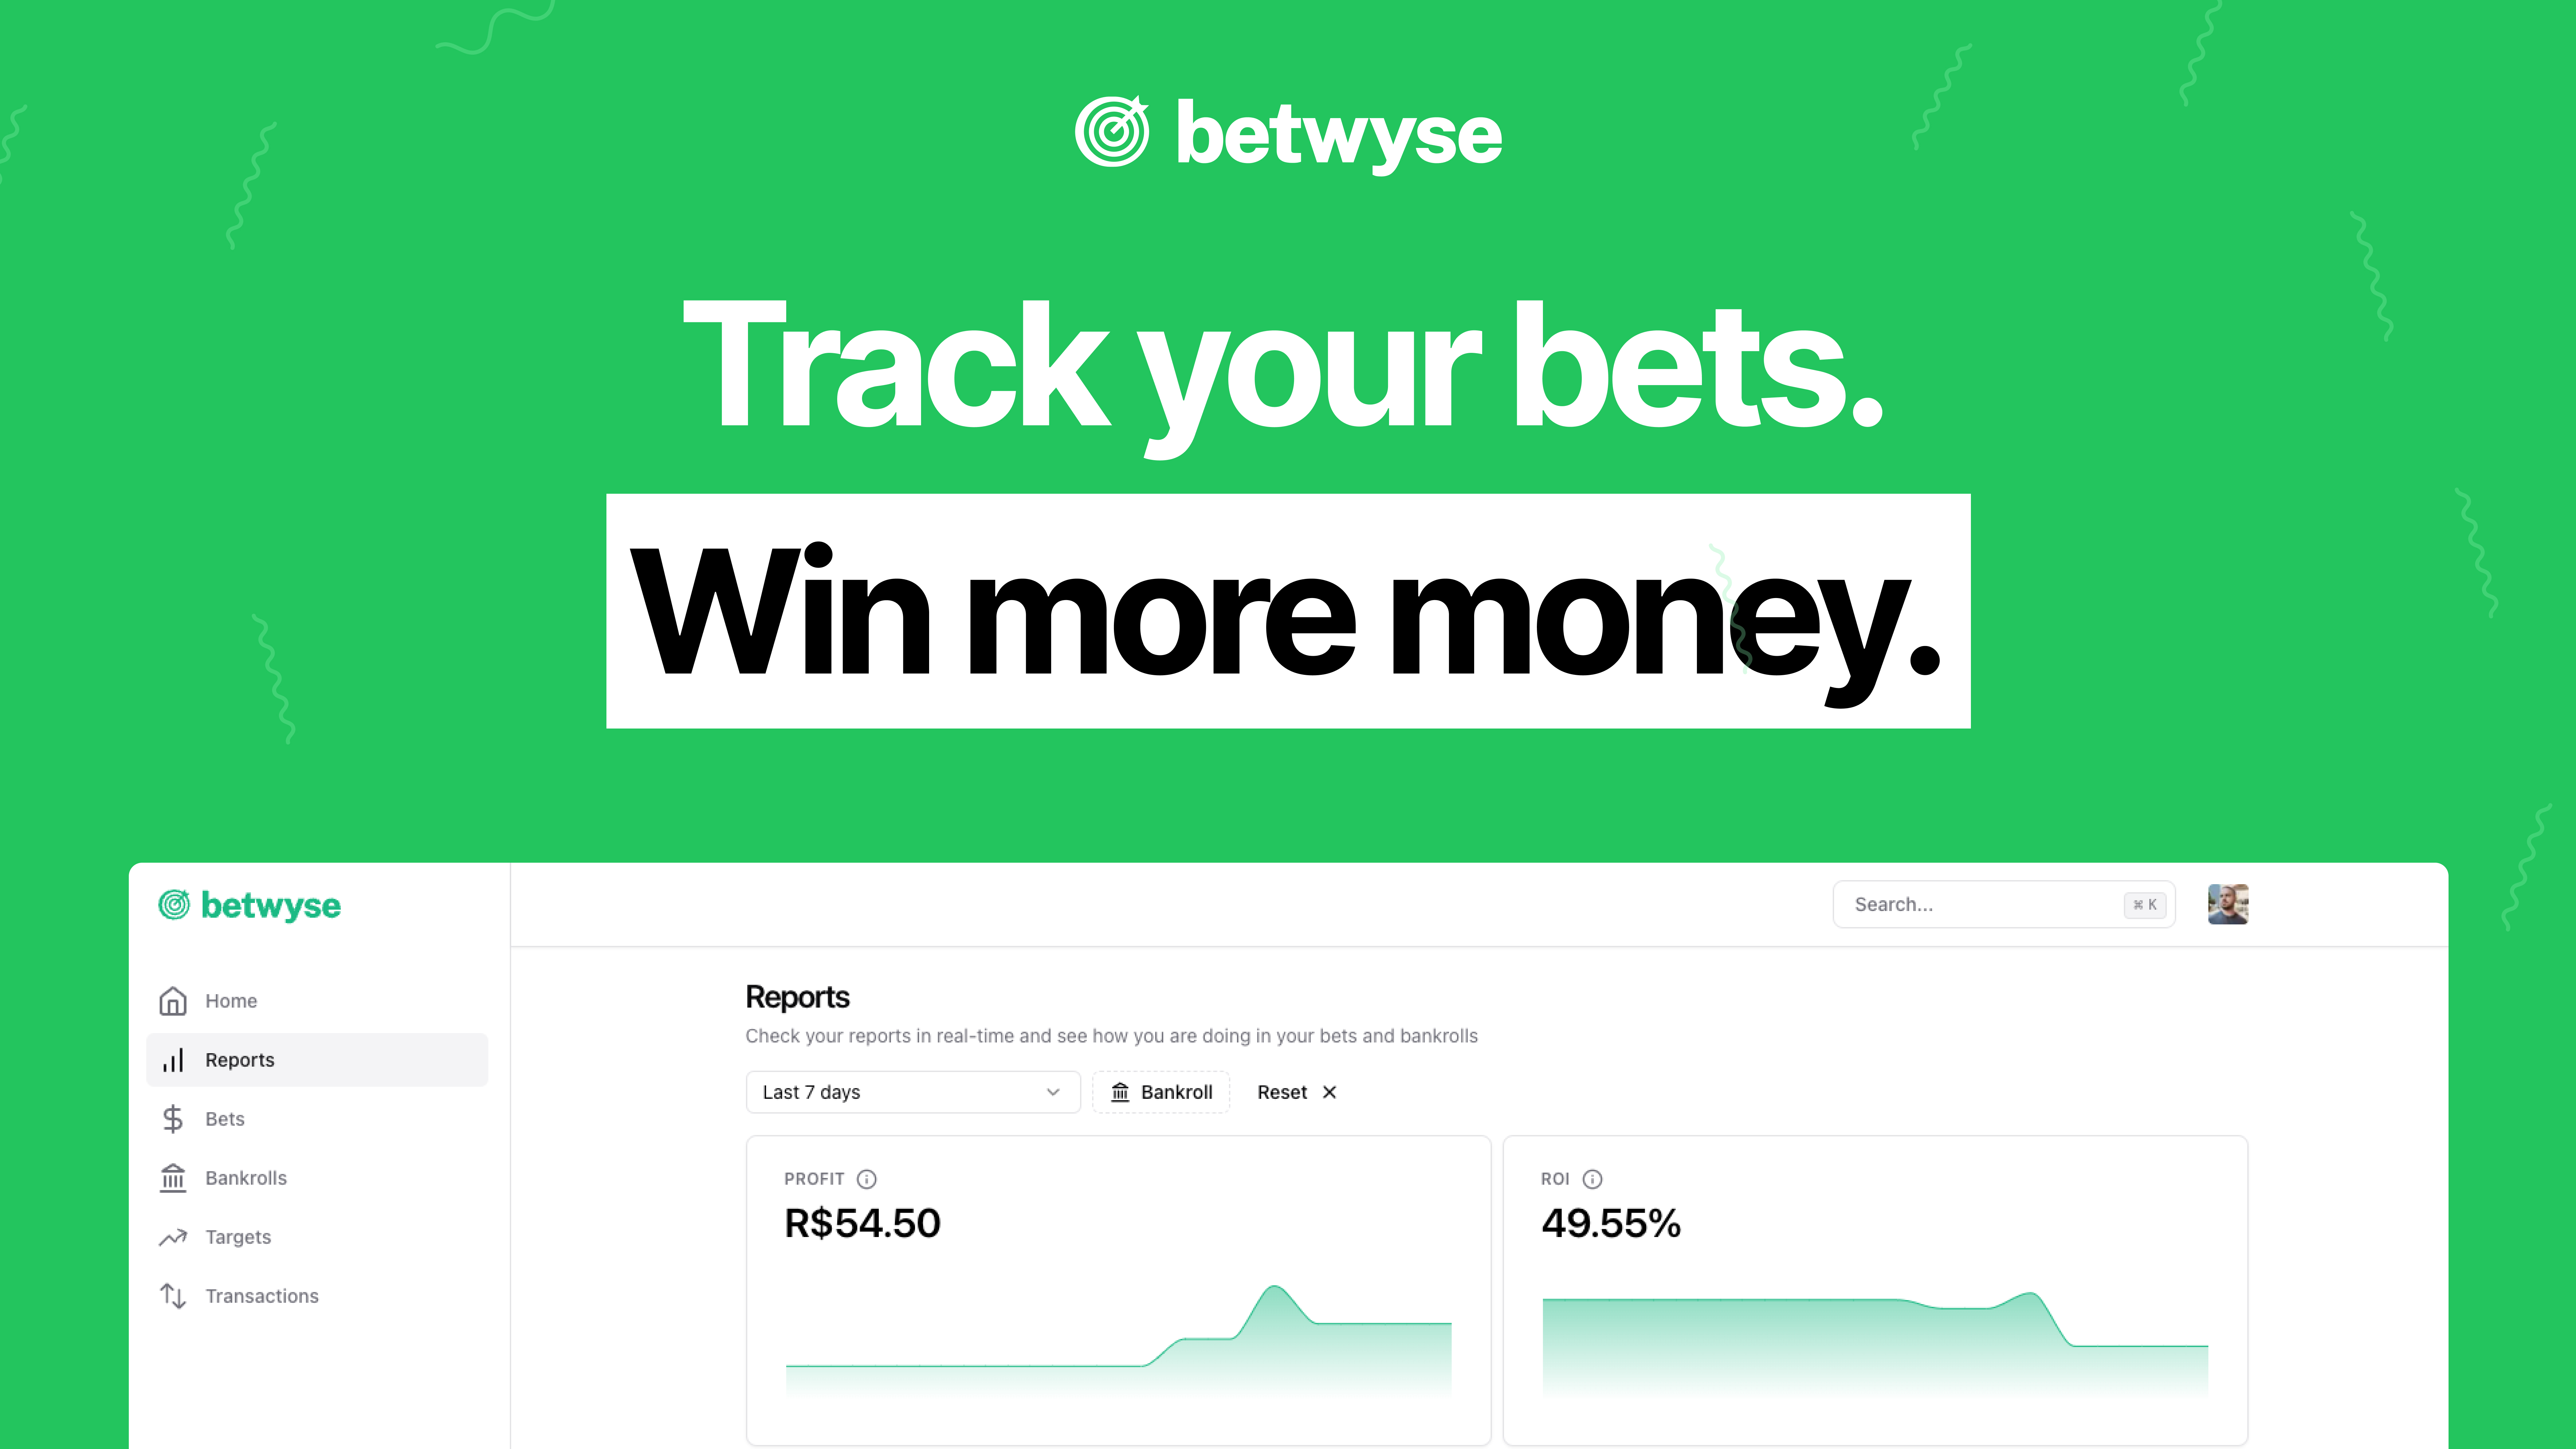 betwyse
Track your bets.
Win more money.
betwyse
Search...
⌘ K
Home
Reports
Bets
Bankrolls
Targets
Transactions
Reports
Check your reports in real-time and see how you are doing in your bets and bankrolls
Last 7 days
Bankroll
Reset
PROFIT
R$54.50
ROI
49.55%